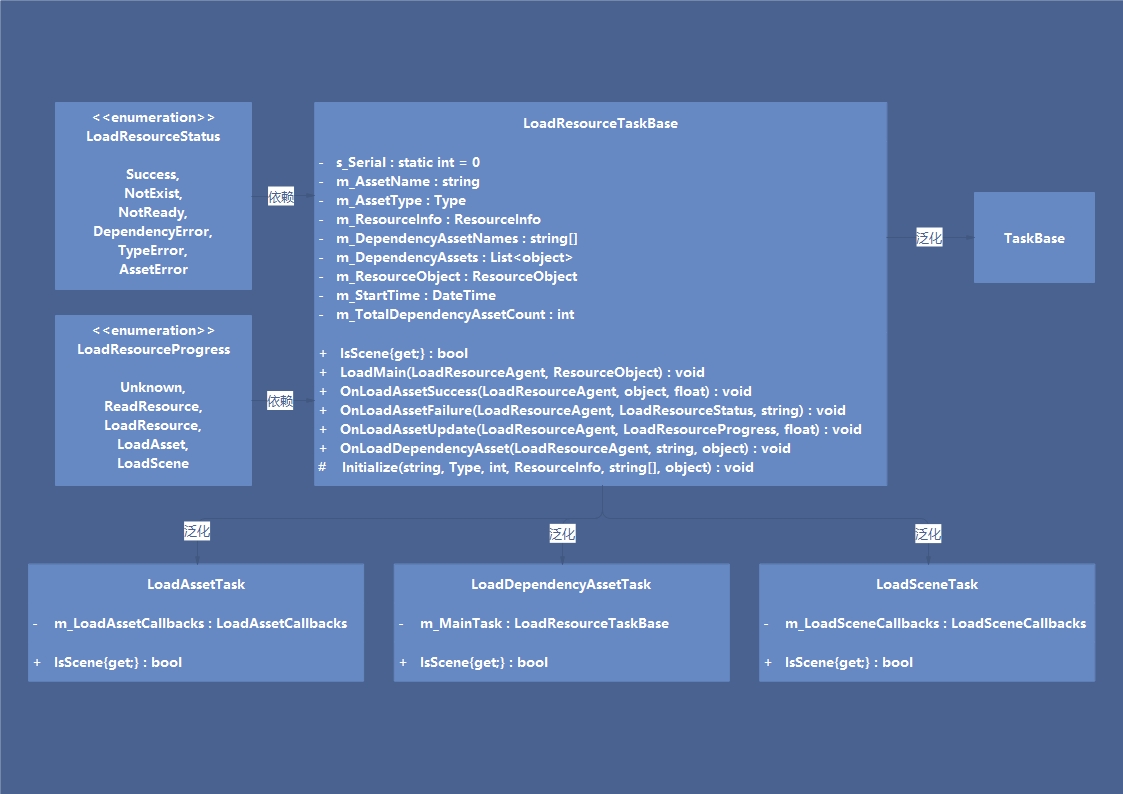 <<enumeration>>
LoadResourceStatus
Success,
NotExist,
NotReady,
DependencyError,
TypeError,
AssetError
依赖
<<enumeration>>
LoadResourceProgress
Unknown,
ReadResource,
LoadResource,
LoadAsset,
LoadScene
依赖
LoadResourceTaskBase
- s_Serial : static int = 0
- m_AssetName : string
- m_AssetType : Type
- m_ResourceInfo : ResourceInfo
- m_DependencyAssetNames : string[]
- m_DependencyAssets : List<object>
- m_ResourceObject : ResourceObject
- m_StartTime : DateTime
- m_TotalDependencyAssetCount : int
+ IsScene{get;} : bool
+ LoadMain(LoadResourceAgent, ResourceObject) : void
+ OnLoadAssetSuccess(LoadResourceAgent, object, float) : void
+ OnLoadAssetFailure(LoadResourceAgent, LoadResourceStatus, string) : void
+ OnLoadAssetUpdate(LoadResourceAgent, LoadResourceProgress, float) : void
+ OnLoadDependencyAsset(LoadResourceAgent, string, object) : void
# Initialize(string, Type, int, ResourceInfo, string[], object) : void
泛化
TaskBase
泛化
泛化
泛化
LoadAssetTask
- m_LoadAssetCallbacks : LoadAssetCallbacks
+ IsScene{get;} : bool
LoadDependencyAssetTask
- m_MainTask : LoadResourceTaskBase
+ IsScene{get;} : bool
LoadSceneTask
- m_LoadSceneCallbacks : LoadSceneCallbacks
+ IsScene{get;} : bool